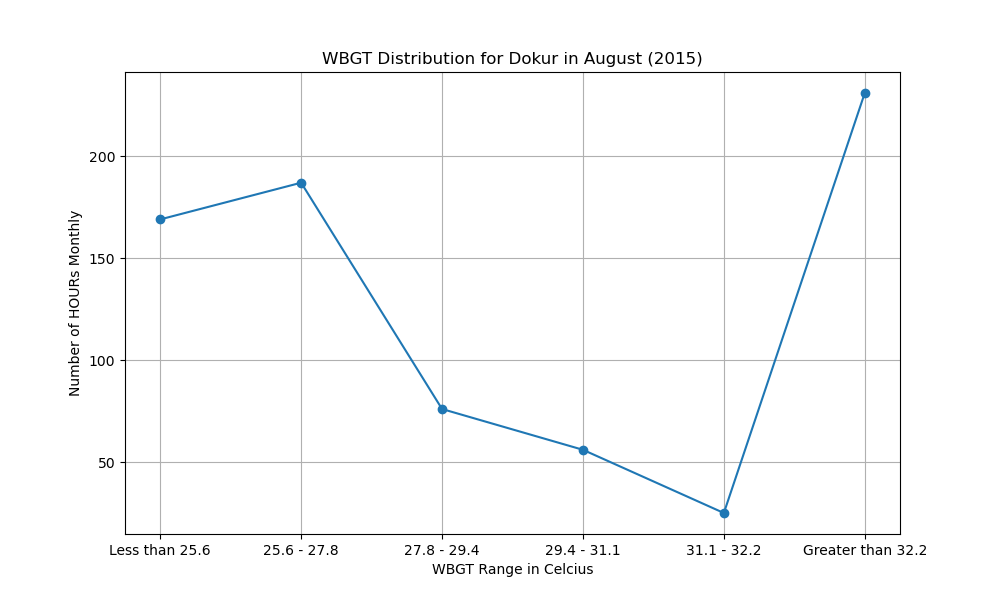 WBGT Distribution for Dokur in August (2015)
Number of HOURs Monthly
200
150
100
50
Less than 25.6
25.6 - 27.8
27.8 - 29.4
29.4 - 31.1
31.1 - 32.2
Greater than 32.2
WBGT Range in Celcius